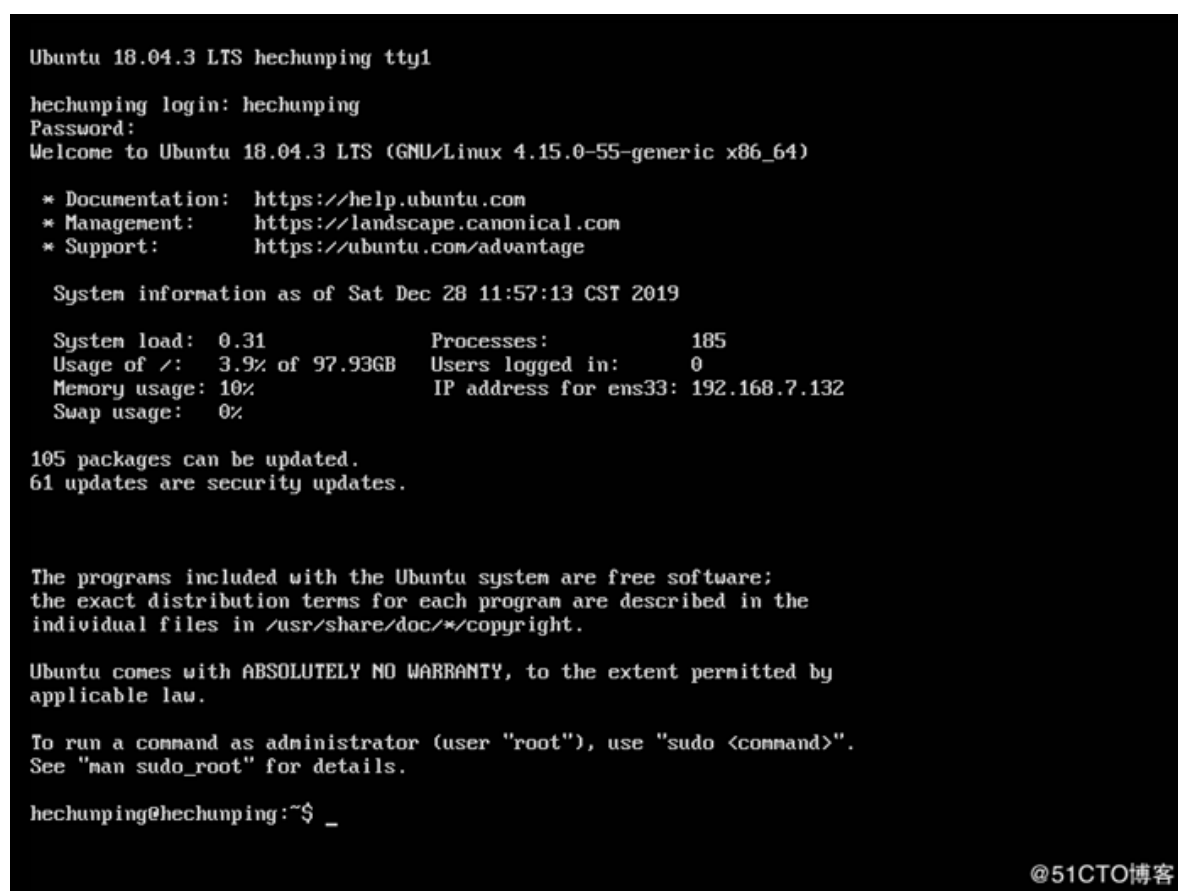 Ubuntu 18.04.3 LTS hechunping tty1
hechunping login: hechunping
Password:
Welcome to Ubuntu 18.04.3 LTS (GNU/Linux 4.15.0-55-generic x86_64)
* Documentation: https://help.ubuntu.com
* Management: https://landscape.canonical.com
* Support: https://ubuntu.com/advantage
System information as of Sat Dec 28 11:57:13 CST 2019
System load: 0.31 Processes: 185
Usage of /: 3.9% of 97.93GB Users logged in: 0
Memory usage: 10% IP address for ens33: 192.168.7.132
Swap usage: 0%
105 packages can be updated.
61 updates are security updates.
The programs included with the Ubuntu system are free software;
the exact distribution terms for each program are described in the
individual files in /usr/share/doc/*/copyright.
Ubuntu comes with ABSOLUTELY NO WARRANTY, to the extent permitted by
applicable law.
To run a command as administrator (user "root"), use "sudo <command>".
See "man sudo_root" for details.
hechunping@hechunping:~$ _
@51CTO博客